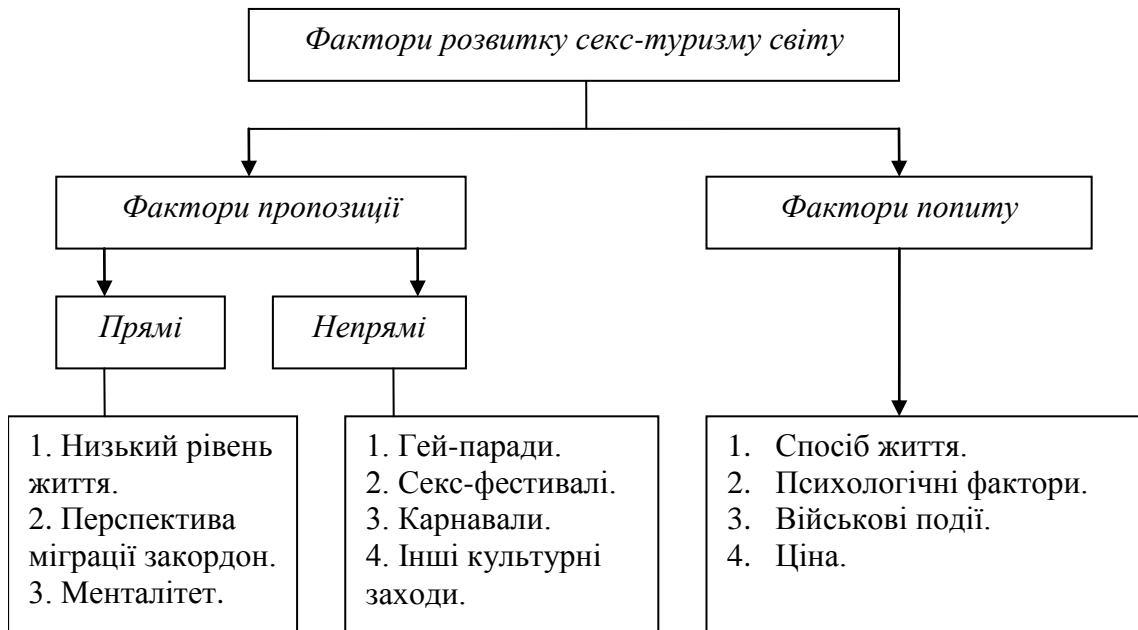 Фактори розвитку секс-туризму світу
Фактори пропозиції
Фактори попиту
Прямі
Непрямі
1. Низький рівень
життя.
2. Перспектива
міграції закордон.
3. Менталітет.
1. Гей-паради.
2. Секс-фестивалі.
3. Карнавали.
4. Інші культурні
заходи.
1. Спосіб життя.
2. Психологічні фактори.
3. Військові події.
4. Ціна.